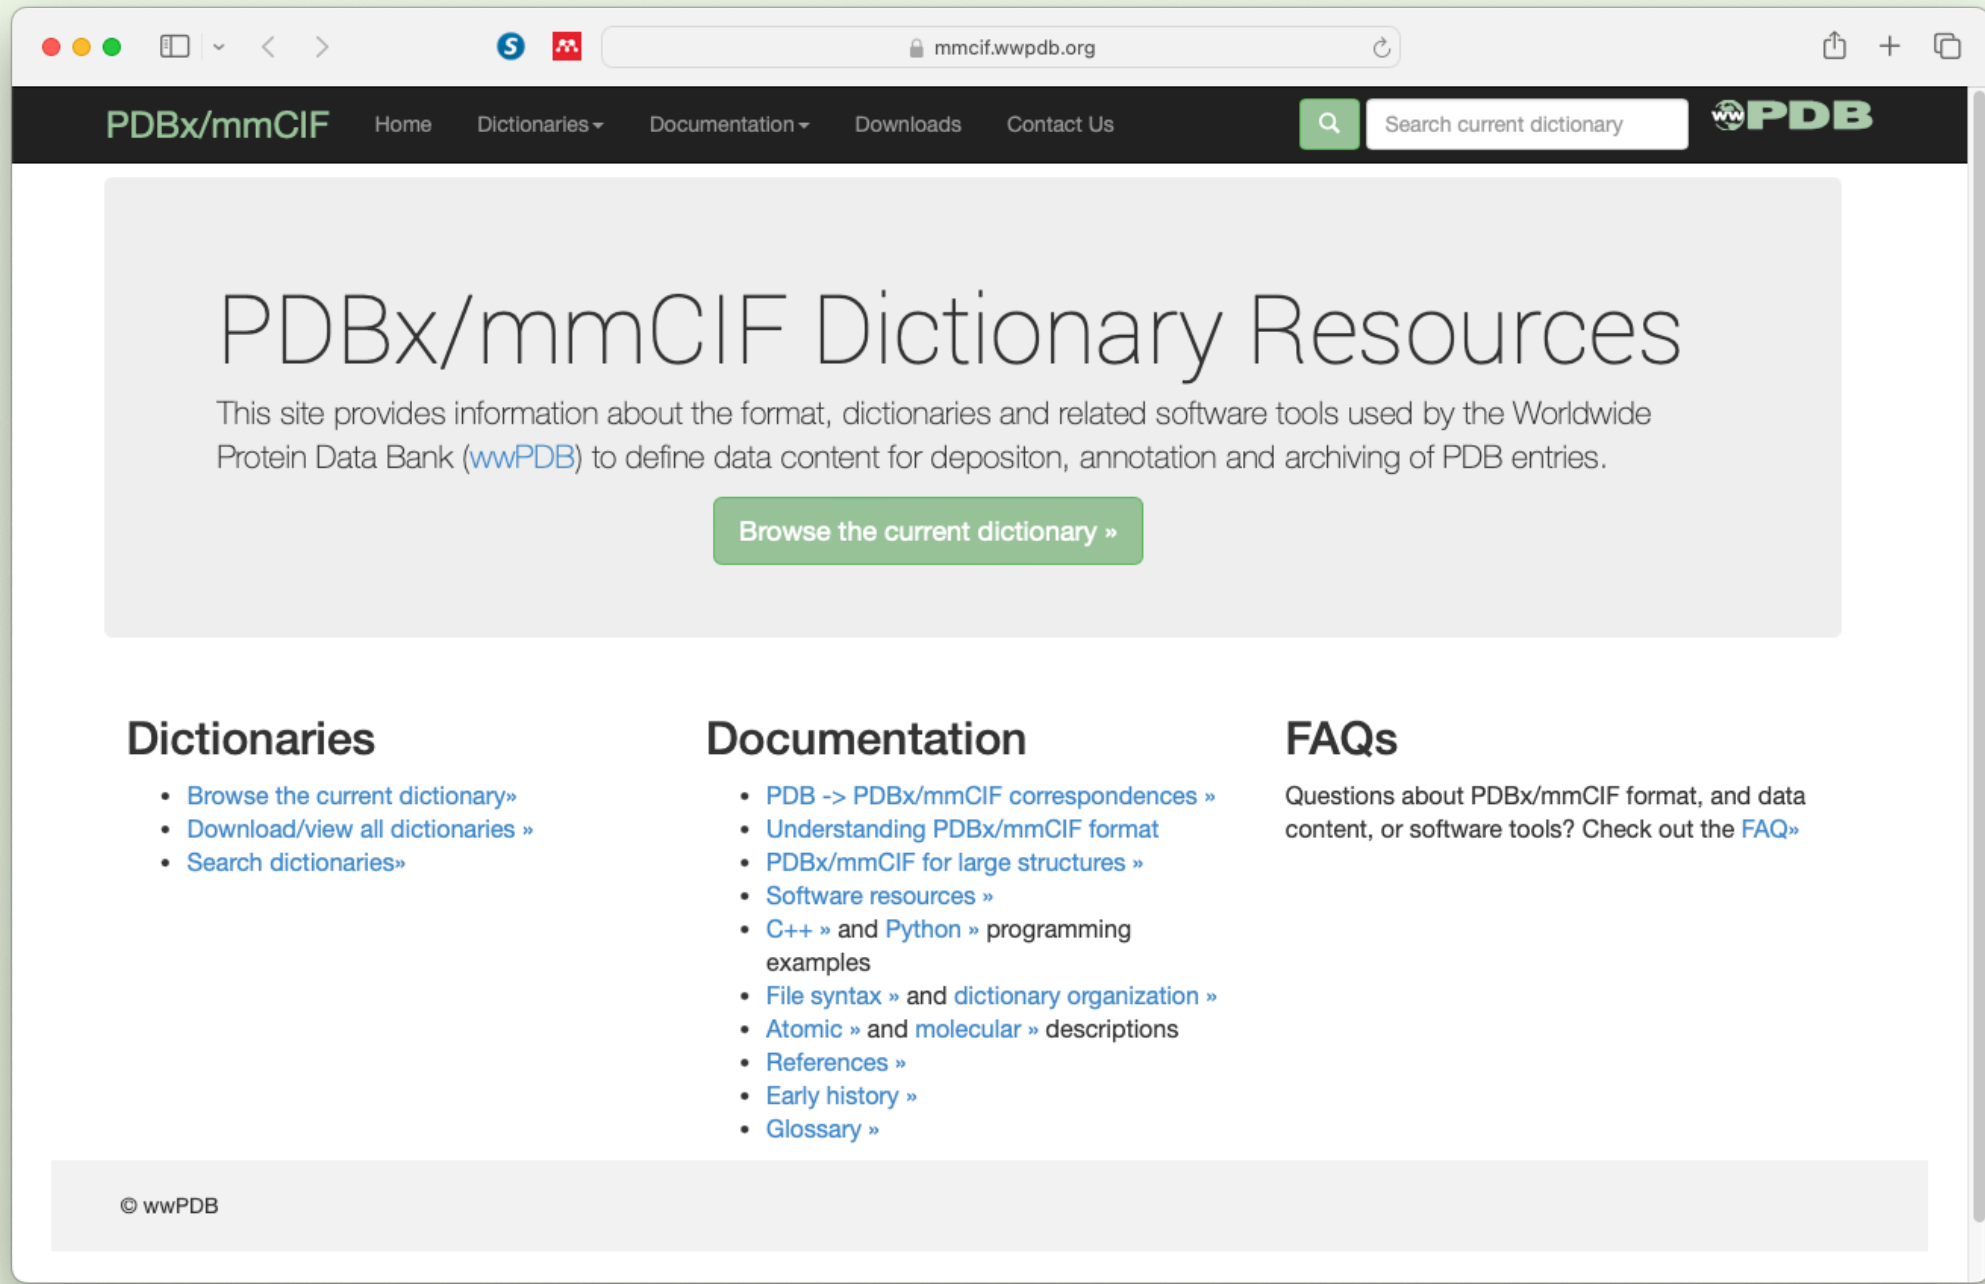 mmcif.wwpdb.org
PDBx/mmCIF Home Dictionaries Documentation Downloads Contact Us Search current dictionary wwPDB
PDBx/mmCIF Dictionary Resources
This site provides information about the format, dictionaries and related software tools used by the Worldwide
Protein Data Bank (wwPDB) to define data content for depositon, annotation and archiving of PDB entries.
Browse the current dictionary »
Dictionaries
Browse the current dictionary»
Download/view all dictionaries »
Search dictionaries»
Documentation
PDB -> PDBx/mmCIF correspondences »
Understanding PDBx/mmCIF format
PDBx/mmCIF for large structures »
Software resources »
C++ » and Python » programming
examples
File syntax » and dictionary organization »
Atomic » and molecular » descriptions
References »
Early history »
Glossary »
FAQs
Questions about PDBx/mmCIF format, and data
content, or software tools? Check out the FAQ»
© wwPDB